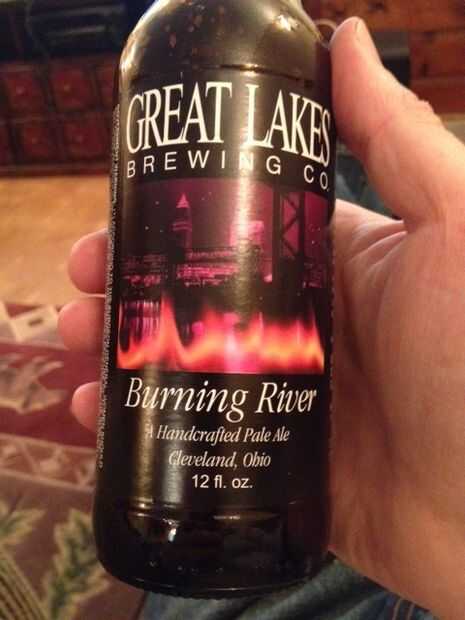 GREAT LAKES
BREWING CO.
Burning River
A Handcrafted Pale Ale
Cleveland, Ohio
12 fl. oz.